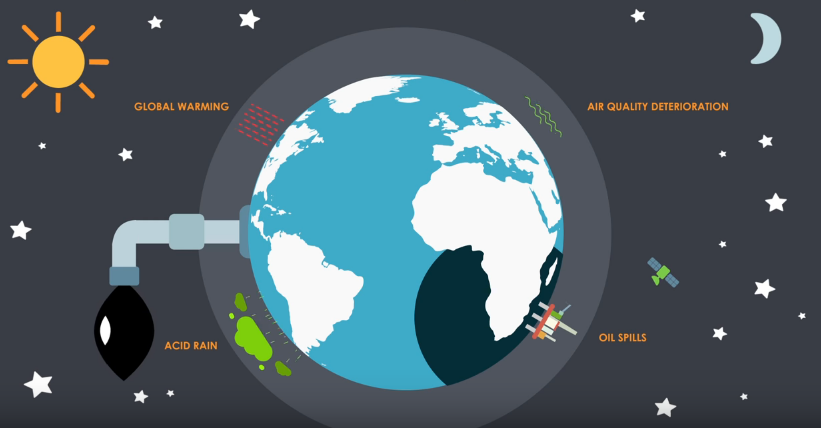 GLOBAL WARMING
AIR QUALITY DETERIORATION
ACID RAIN
OIL SPILLS